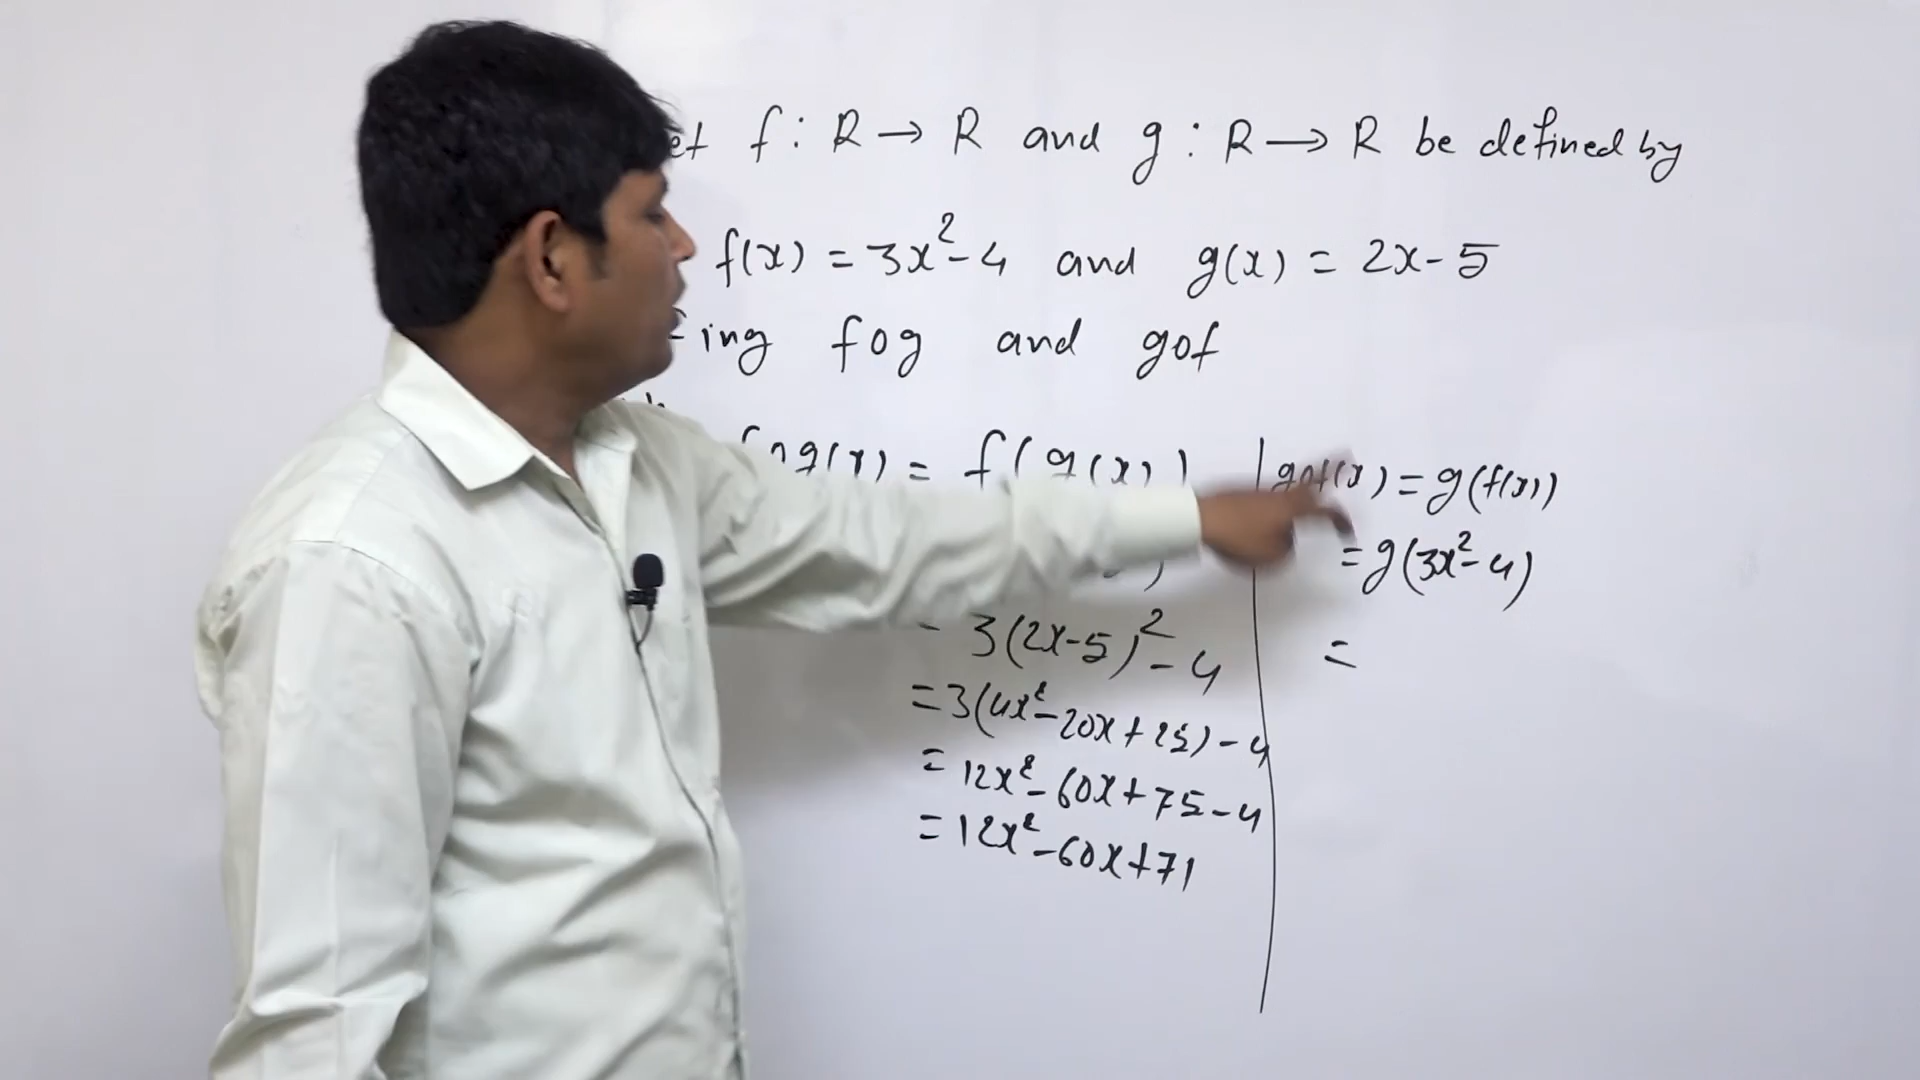 f : R → R and g : R → R be defined by
f(x) = 3x² - 4 and g(x) = 2x - 5
ing fog and gof
fog(x) = f(g(x))
3(2x-5)² - 4
= 3(4x² - 20x + 25) - 4
= 12x² - 60x + 75 - 4
= 12x² - 60x + 71
gof(x) = g(f(x))
= g(3x² - 4)
=